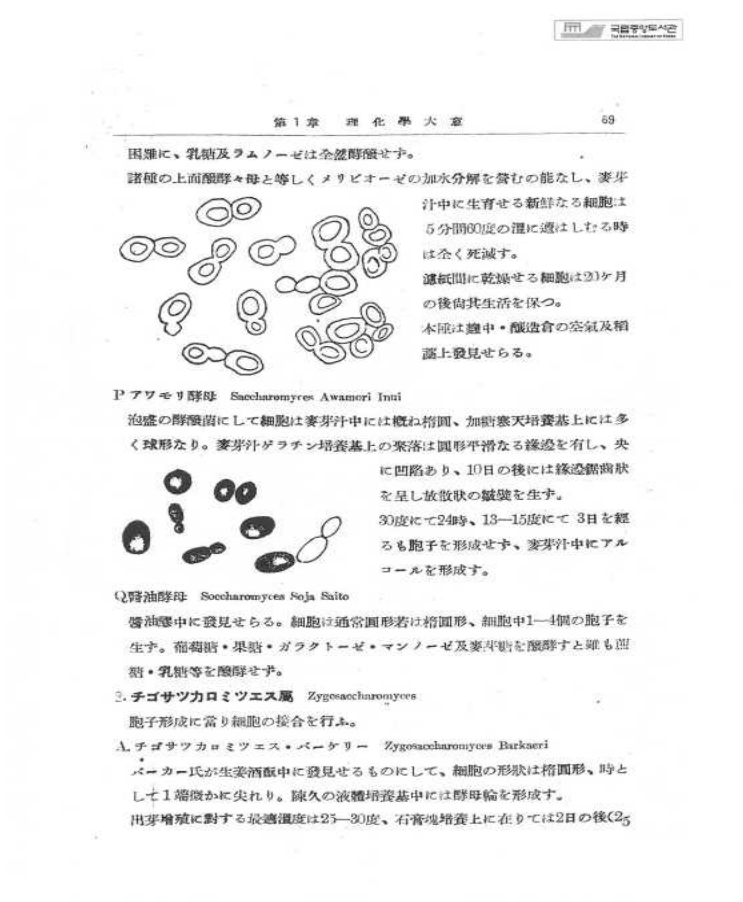 국립중앙도서관
THE NATIONAL LIBRARY OF KOREA
第1章 理化學大意 69
困難に、乳糖及ラムノーゼは全然醱酵せず。
諸種の上面醱酵々母と等しくメリビオーゼの加水分解を營むの能なし、麥芽
汁中に生育せる新鮮なる細胞は
5分間60度の溫に遭はしむる時
は全く死滅す。
濾紙間に乾燥せる細胞は20ケ月
の後尙其生活を保つ。
本種は麴中・釀造倉の空氣及稻
藁上發見せらる。
P アワモリ酵母 Saccharomyces Awamori Inui
泡盛の醱酵菌にして細胞は麥芽汁中には概ね楕圓、加糖寒天培養基上には多
く球形なり。麥芽汁ゲラチン培養基上の聚落は圓形平滑なる緣邊を有し、央
に凹陷あり、10日の後には緣邊鋸齒狀
を呈し放散狀の皺襞を生ず。
30度にて24時、13—15度にて 3日を經
るも胞子を形成せず、麥芽汁中にアル
コールを形成す。
Q醬油酵母 Soccharomyces Soja Saito
醬油醪中に發見せらる。細胞は通常圓形若は楕圓形、細胞中1—4個の胞子を
生ず。葡萄糖・果糖・ガラクトーゼ・マンノーゼ及麥芽糖を醱酵すと雖も蔗
糖・乳糖等を醱酵せず。
3. チゴサツカロミツエス屬 Zygosaccharomyces
胞子形成に當り細胞の接合を行ふ。
A. チゴサツカロミツエス・バーケリー Zygosaccharomyces Barkaeri
バーカー氏が生姜酒醞中に發見せるものにして、細胞の形狀は楕圓形、時と
して1端微かに尖れり。陳久の液體培養基中には酵母輪を形成す。
出芽增殖に對する最適溫度は25—30度、石膏塊培養上に在りては2日の後(25